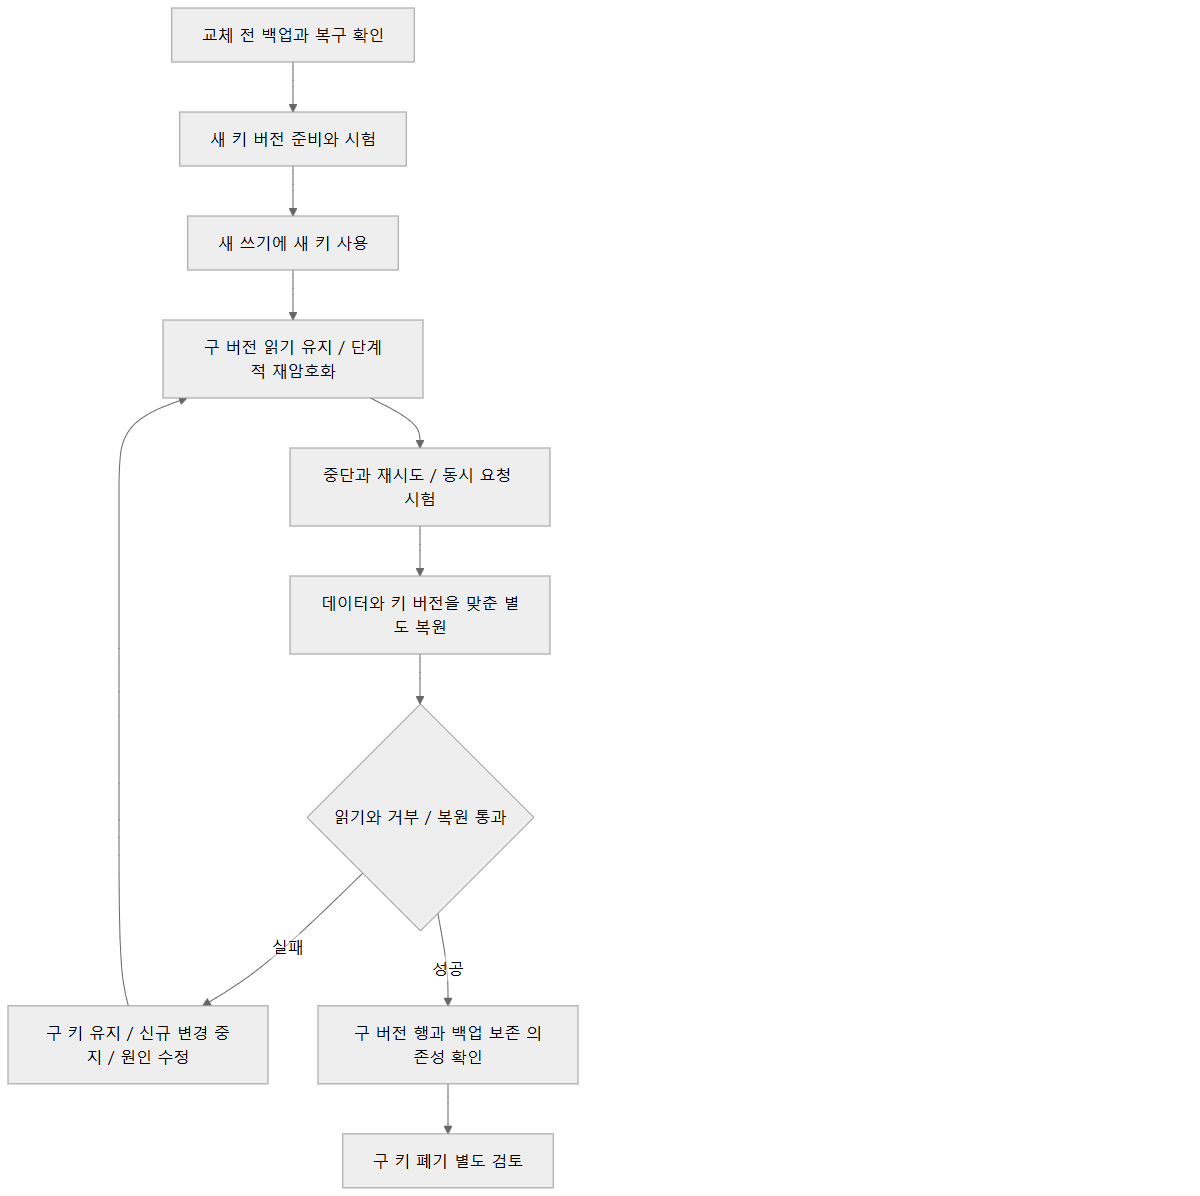 교체 전 백업과 복구 확인
새 키 버전 준비와 시험
새 쓰기에 새 키 사용
구 버전 읽기 유지 / 단계
적 재암호화
중단과 재시도 / 동시 요청
시험
데이터와 키 버전을 맞춘 별
도 복원
읽기와 거부 / 복원 통과
실패
성공
구 키 유지 / 신규 변경 중
지 / 원인 수정
구 버전 행과 백업 보존 의
존성 확인
구 키 폐기 별도 검토